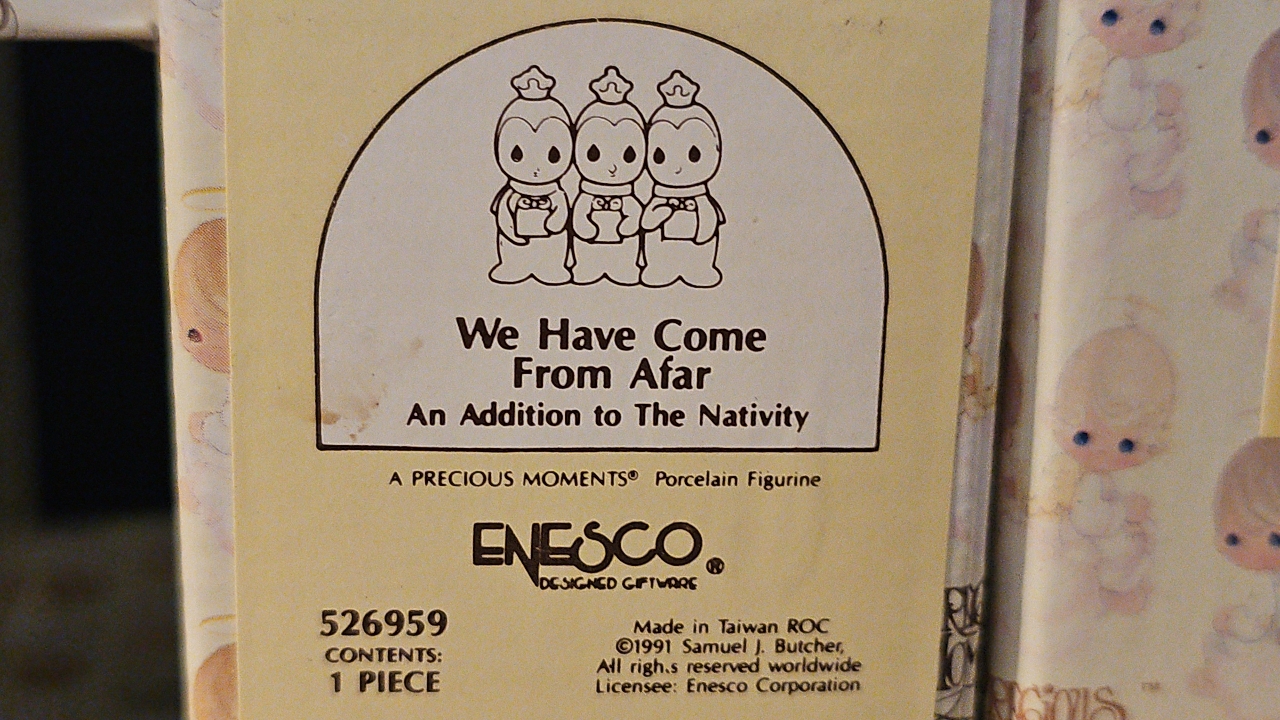 We Have Come
From Afar
An Addition to The Nativity
A PRECIOUS MOMENTS® Porcelain Figurine
ENESCO®
DESIGNED GIFTWARE
526959
CONTENTS:
1 PIECE
Made in Taiwan ROC
©1991 Samuel J. Butcher,
All righ.s reserved worldwide
Licensee: Enesco Corporation